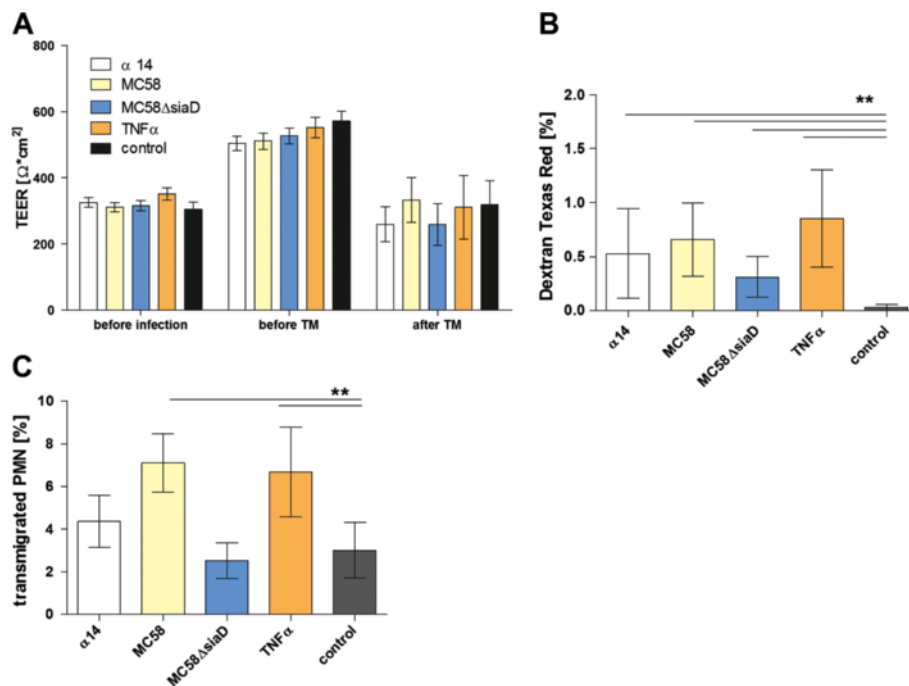 A
800
600
400
200
0
TEER [Ω*cm²]
α 14
MC58
MC58ΔsiaD
TNFα
control
before infection
before TM
after TM
B
**
2.0
1.5
1.0
0.5
0.0
Dextran Texas Red [%]
α14
MC58
MC58ΔsiaD
TNFα
control
C
**
10
8
6
4
2
0
transmigrated PMN [%]
α14
MC58
MC58ΔsiaD
TNFα
control